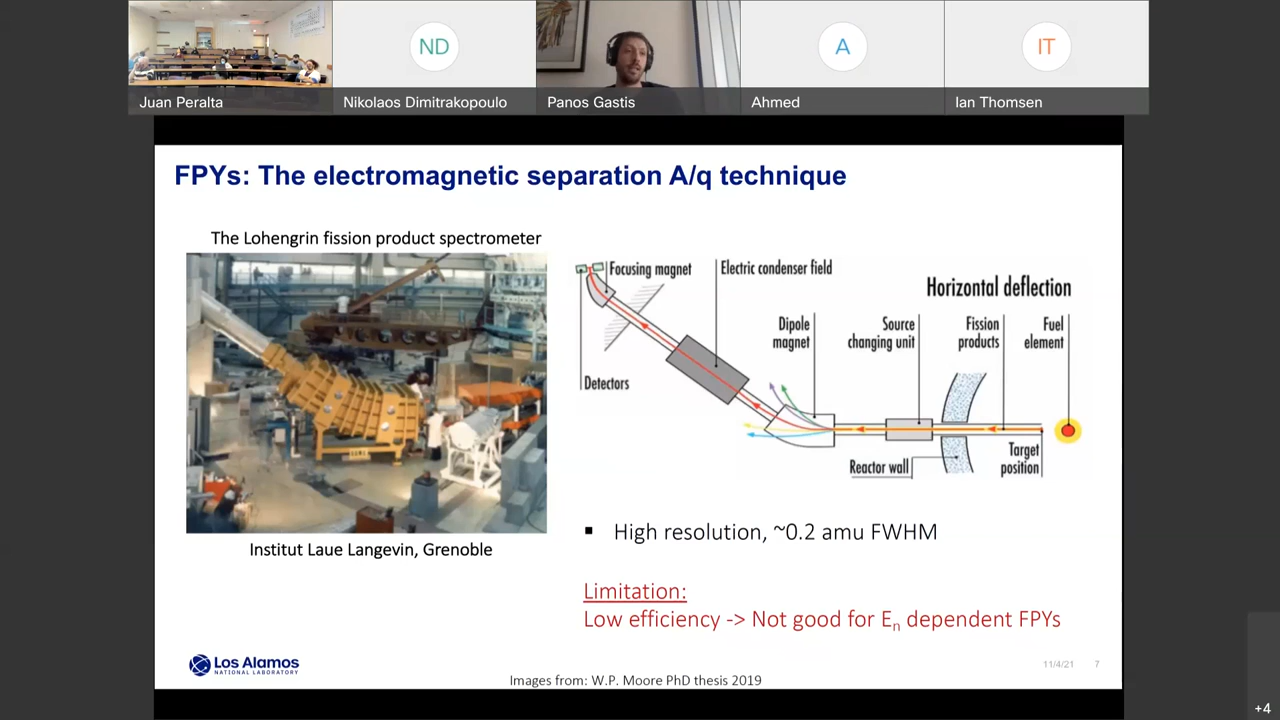 ND
A
IT
Juan Peralta
Nikolaos Dimitrakopoulo
Panos Gastis
Ahmed
Ian Thomsen
FPYs: The electromagnetic separation A/q technique
The Lohengrin fission product spectrometer
Institut Laue Langevin, Grenoble
Focusing magnet
Electric condenser field
Horizontal deflection
Dipole
magnet
Source
changing unit
Fission
products
Fuel
element
Detectors
Reactor wall
Target
position
▪ High resolution, ~0.2 amu FWHM
Limitation:
Low efficiency -> Not good for En dependent FPYs
Los Alamos
NATIONAL LABORATORY
Images from: W.P. Moore PhD thesis 2019
11/4/21
7
+4